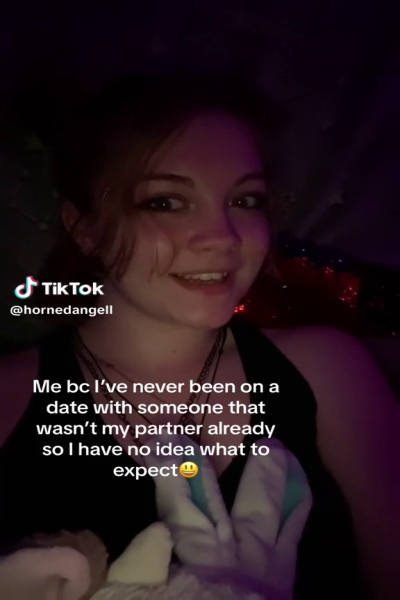 TikTok
@hornedangell
Me bc I've never been on a
date with someone that
wasn't my partner already
so I have no idea what to
expect😃